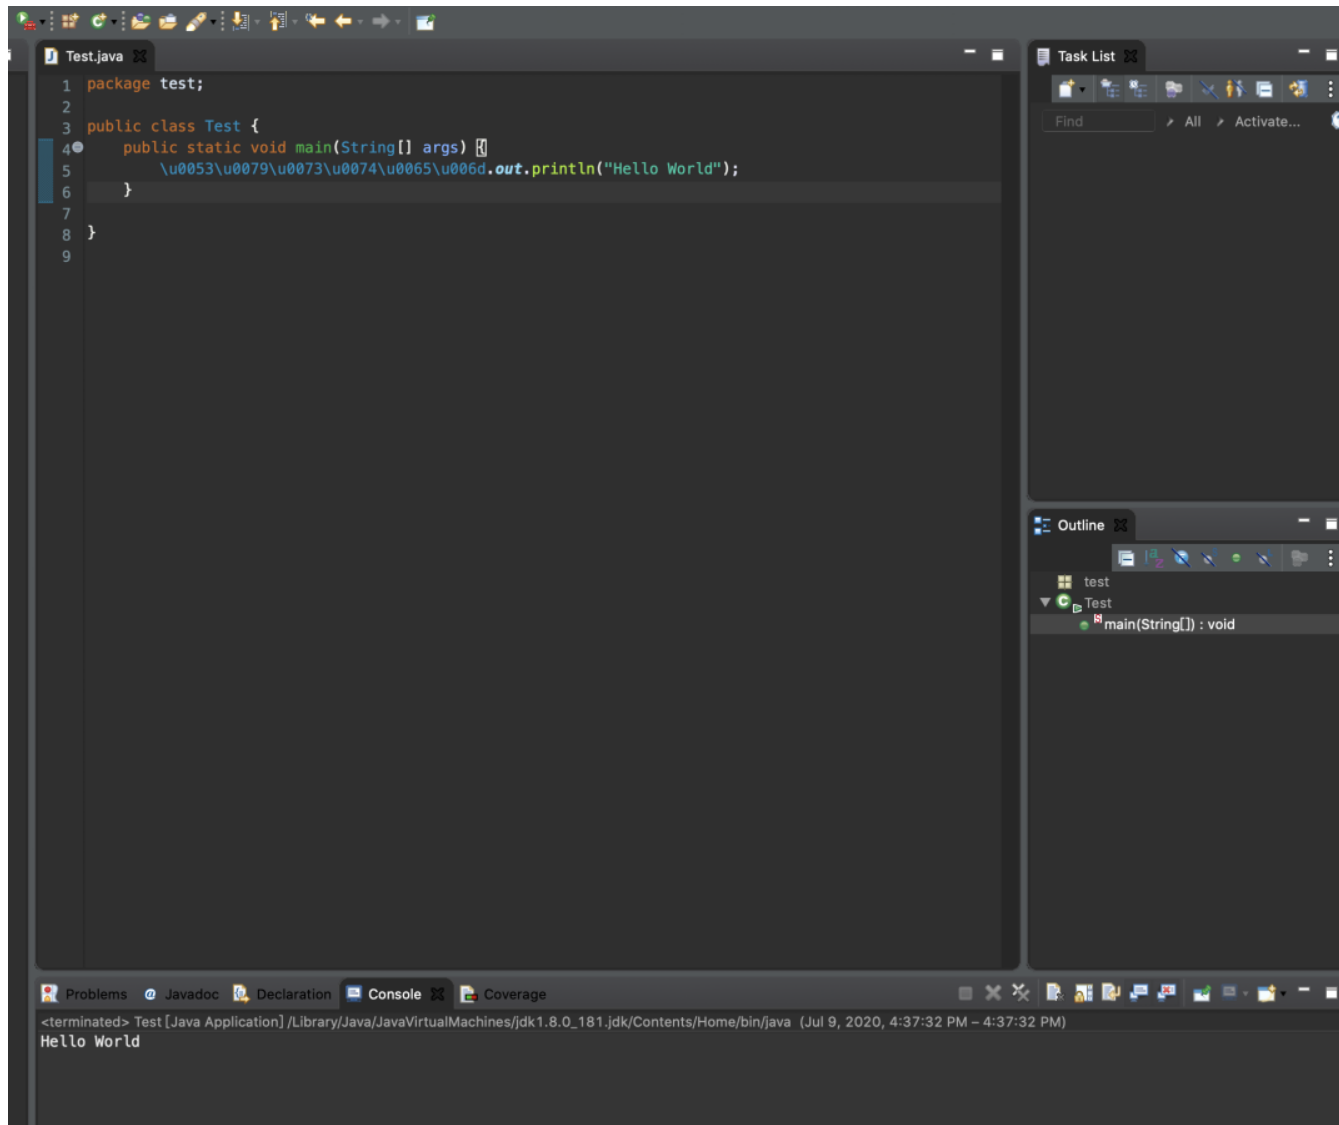 Test.java
1 package test;
2
3 public class Test {
4 public static void main(String[] args) {
5 \u0053\u0079\u0073\u0074\u0065\u006d.out.println("Hello World");
6 }
7
8 }
9
Task List
Find
All
Activate...
Outline
test
Test
main(String[]) : void
Problems
Javadoc
Declaration
Console
Coverage
<terminated> Test [Java Application] /Library/Java/JavaVirtualMachines/jdk1.8.0_181.jdk/Contents/Home/bin/java (Jul 9, 2020, 4:37:32 PM – 4:37:32 PM)
Hello World